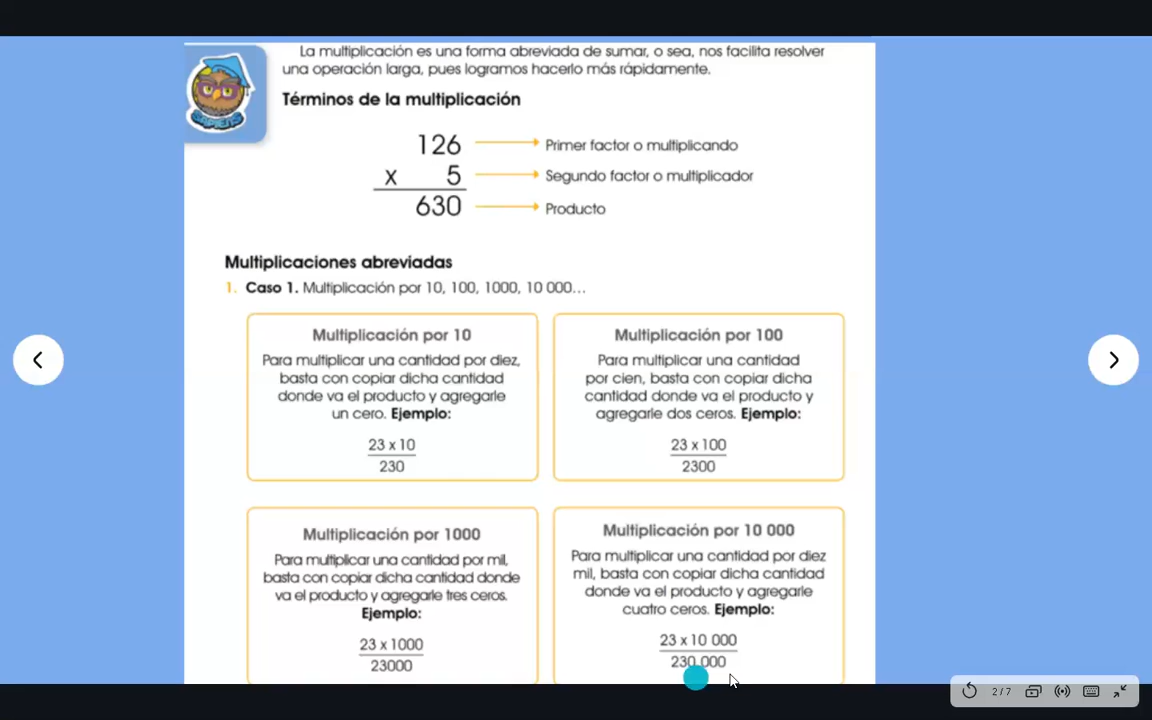 La multiplicación es una forma abreviada de sumar, o sea, nos facilita resolver
una operación larga, pues logramos hacerlo más rápidamente.
SAPIENS
Términos de la multiplicación
126 Primer factor o multiplicando
x 5 Segundo factor o multiplicador
630 Producto
Multiplicaciones abreviadas
1. Caso 1. Multiplicación por 10, 100, 1000, 10 000...
Multiplicación por 10
Para multiplicar una cantidad por diez,
basta con copiar dicha cantidad
donde va el producto y agregarle
un cero. Ejemplo:
23 x 10
230
Multiplicación por 100
Para multiplicar una cantidad
por cien, basta con copiar dicha
cantidad donde va el producto y
agregarle dos ceros. Ejemplo:
23 x 100
2300
Multiplicación por 1000
Para multiplicar una cantidad por mil,
basta con copiar dicha cantidad donde
va el producto y agregarle tres ceros.
Ejemplo:
23 x 1000
23000
Multiplicación por 10 000
Para multiplicar una cantidad por diez
mil, basta con copiar dicha cantidad
donde va el producto y agregarle
cuatro ceros. Ejemplo:
23 x 10 000
230 000
2/7